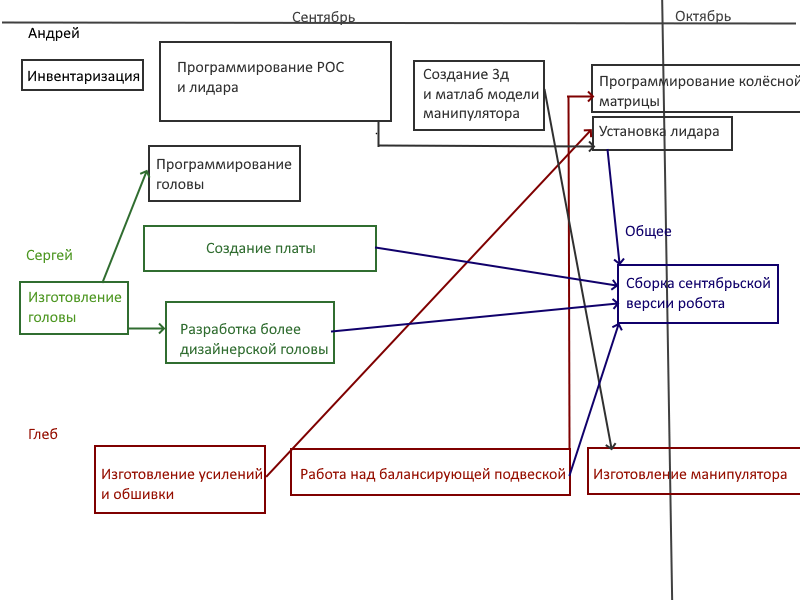 Сентябрь
Октябрь
Андрей
Инвентаризация
Программирование РОС
и лидара
Создание 3д
и матлаб модели
манипулятора
Программирование колёсной
матрицы
Установка лидара
Программирование
головы
Сергей
Создание платы
Общее
Изготовление
головы
Сборка сентябрьской
версии робота
Разработка более
дизайнерской головы
Глеб
Изготовление усилений
и обшивки
Работа над балансирующей подвеской
Изготовление манипулятора